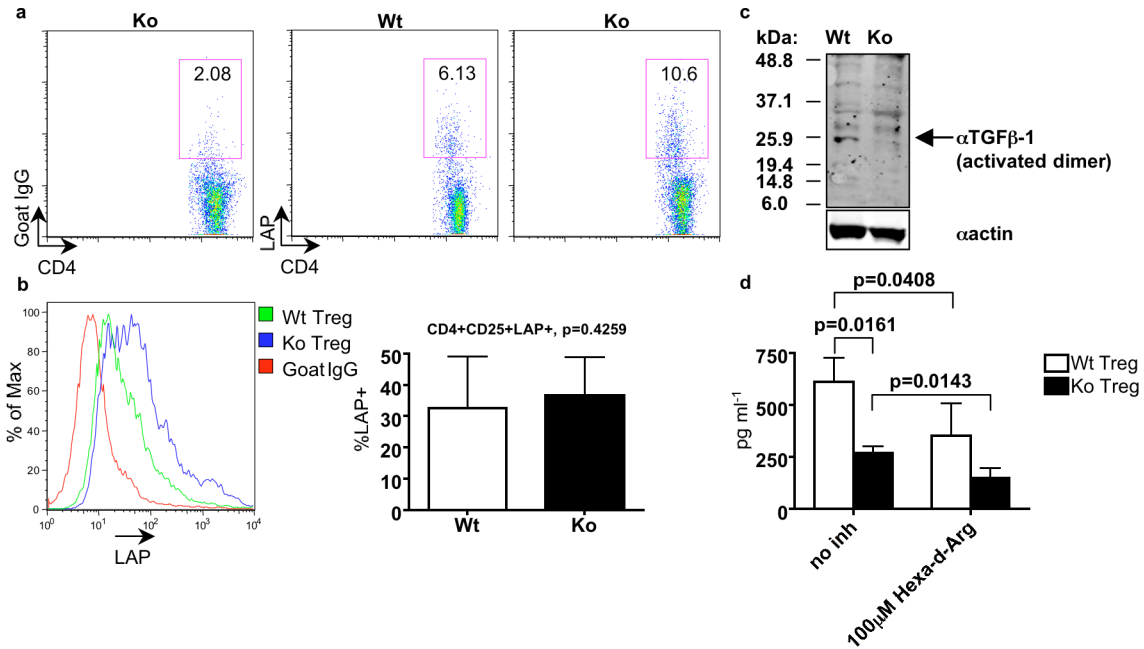 a
Ko
Wt
Ko
2.08
6.13
10.6
Goat IgG
CD4
LAP
CD4
c
kDa: Wt Ko
48.8
37.1
25.9
19.4
14.8
6.0
αTGFβ-1
(activated dimer)
αactin
b
% of Max
100
80
60
40
20
0
10⁰ 10¹ 10² 10³ 10⁴
LAP
Wt Treg
Ko Treg
Goat IgG
CD4+CD25+LAP+, p=0.4259
%LAP+
50
40
30
20
10
0
Wt Ko
d
p=0.0408
p=0.0161
p=0.0143
Wt Treg
Ko Treg
pg ml⁻¹
750
500
250
0
no inh
100μM Hexa-d-Arg